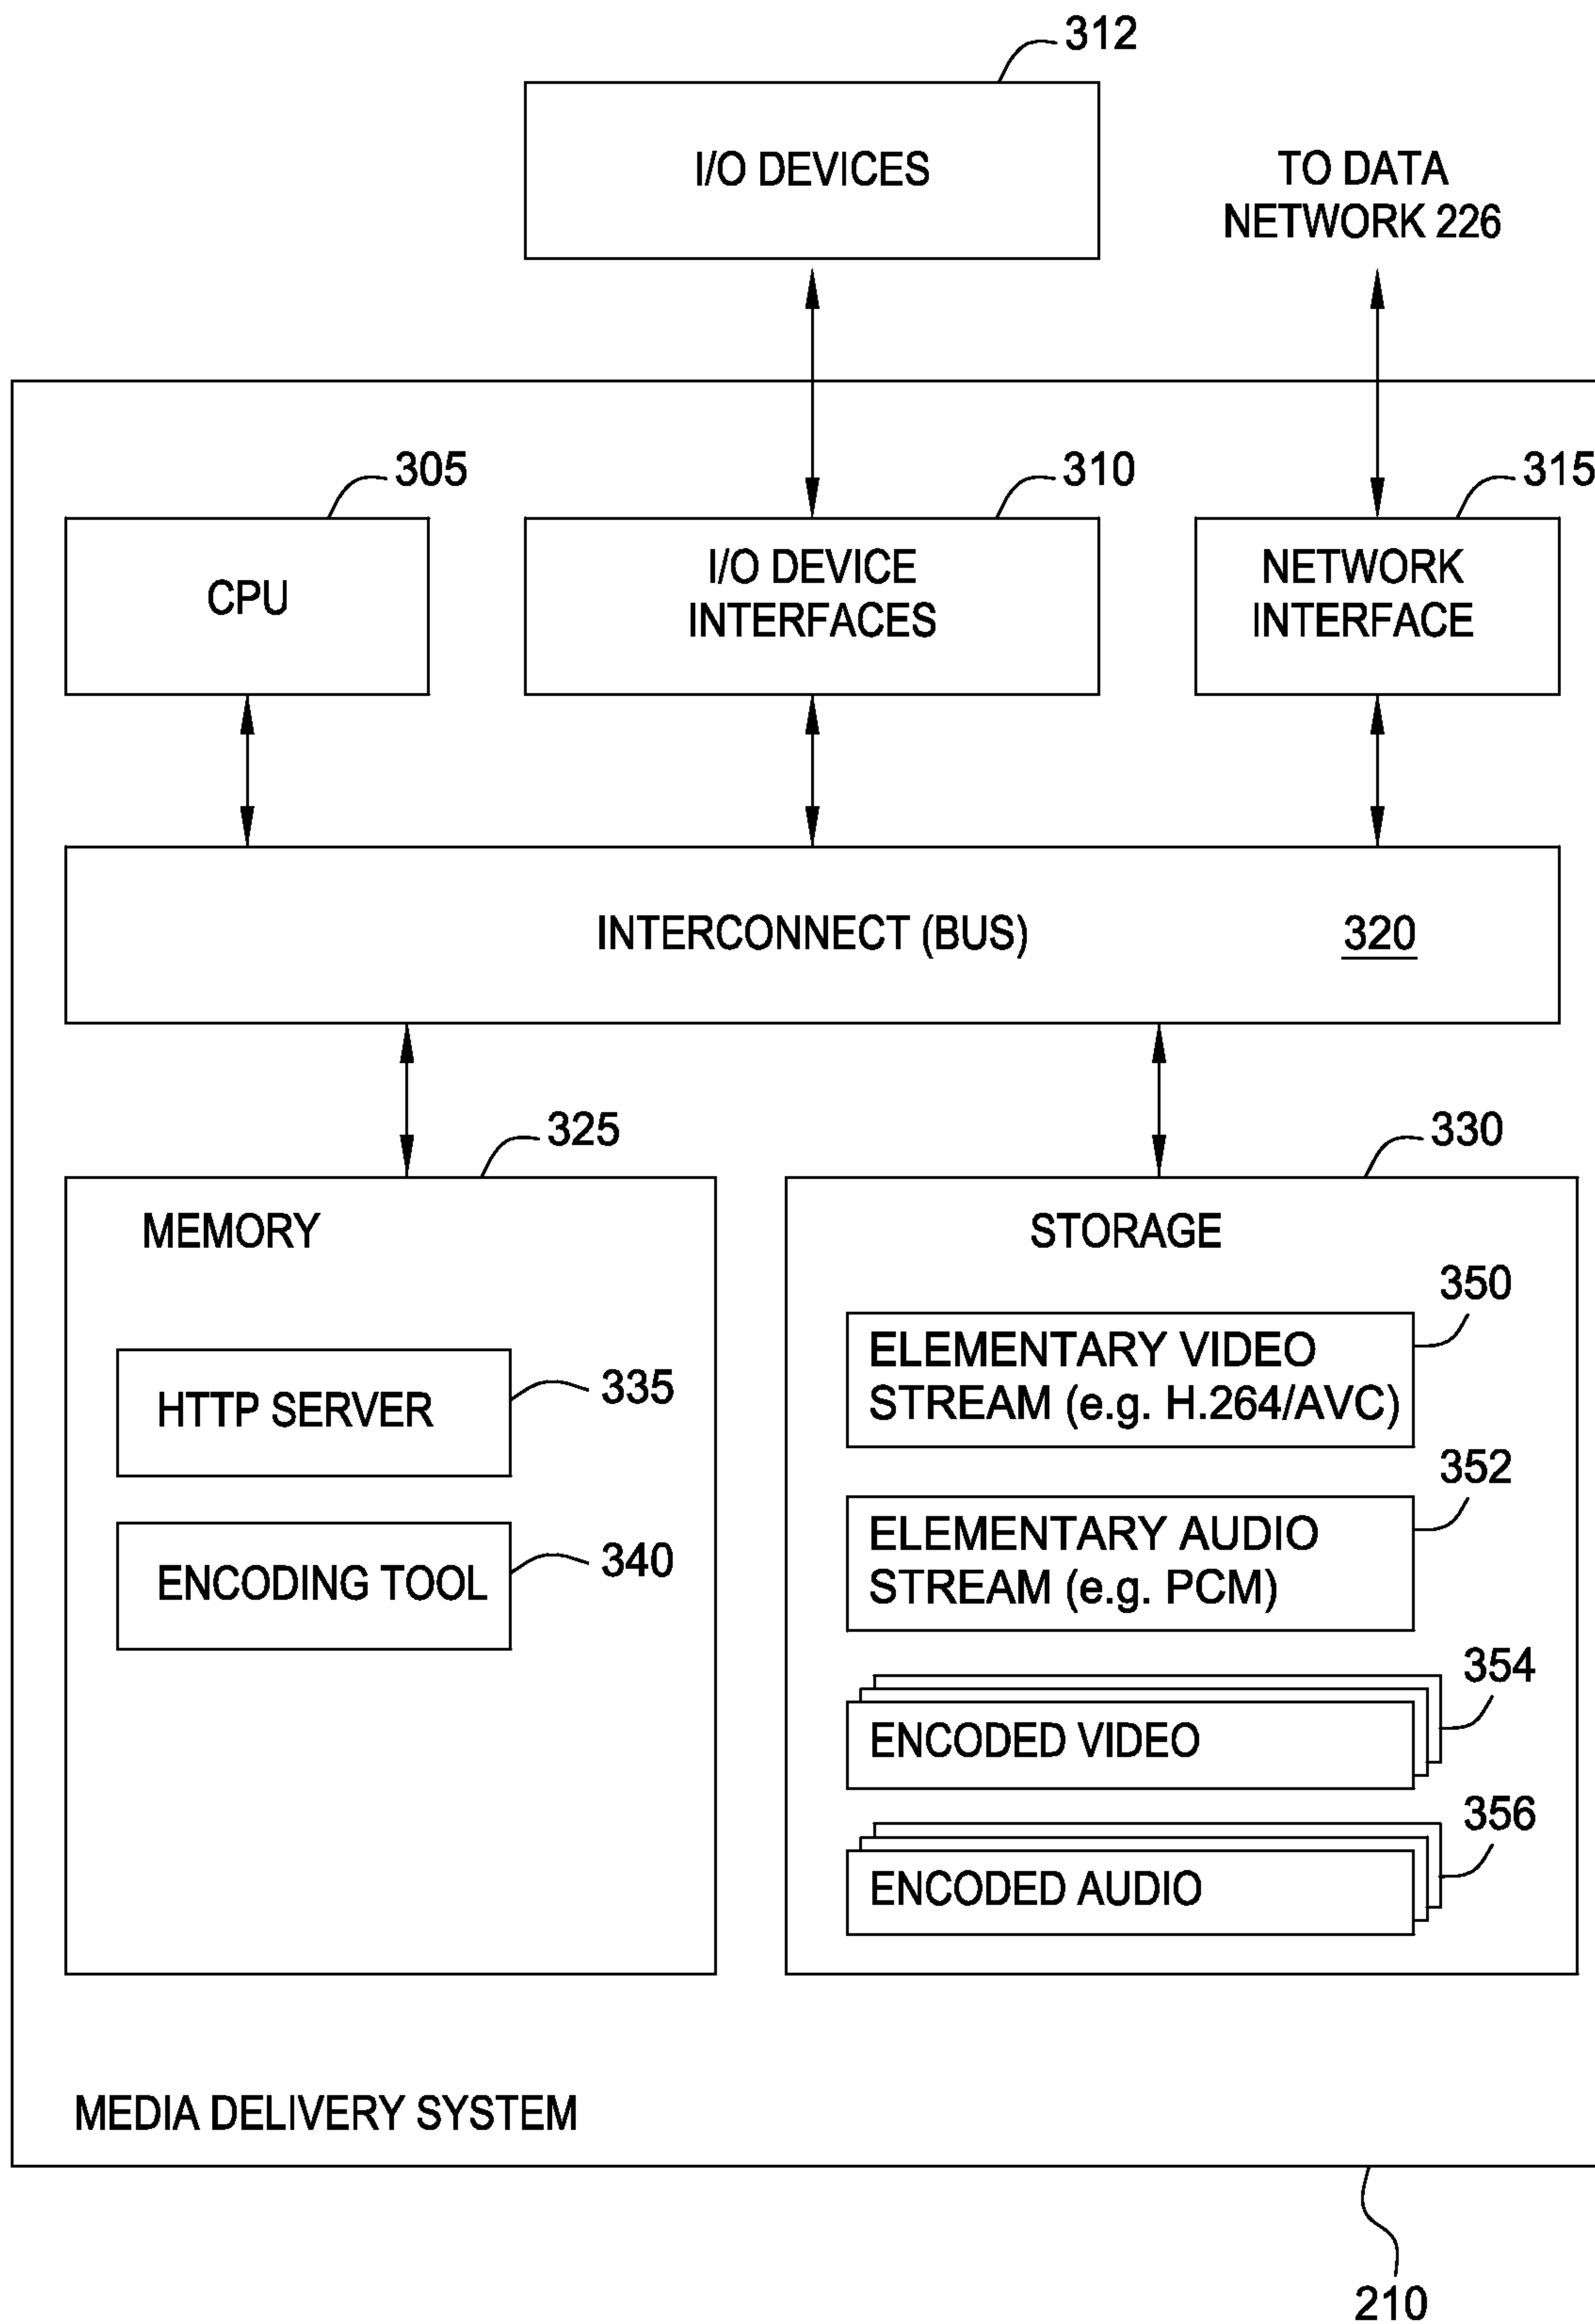 312
I/O DEVICES
TO DATA
NETWORK 226
305
310
315
CPU
I/O DEVICE
INTERFACES
NETWORK
INTERFACE
INTERCONNECT (BUS)
320
325
330
MEMORY
STORAGE
350
ELEMENTARY VIDEO
STREAM (e.g. H.264/AVC)
HTTP SERVER
335
352
ELEMENTARY AUDIO
STREAM (e.g. PCM)
ENCODING TOOL
340
354
ENCODED VIDEO
356
ENCODED AUDIO
MEDIA DELIVERY SYSTEM
210